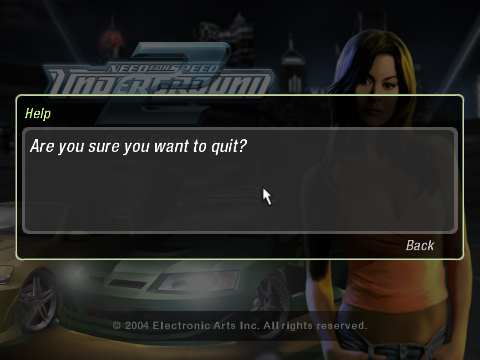 NEED FOR SPEED
UNDERGROUND
2
Help
Are you sure you want to quit?
Back
© 2004 Electronic Arts Inc. All rights reserved.